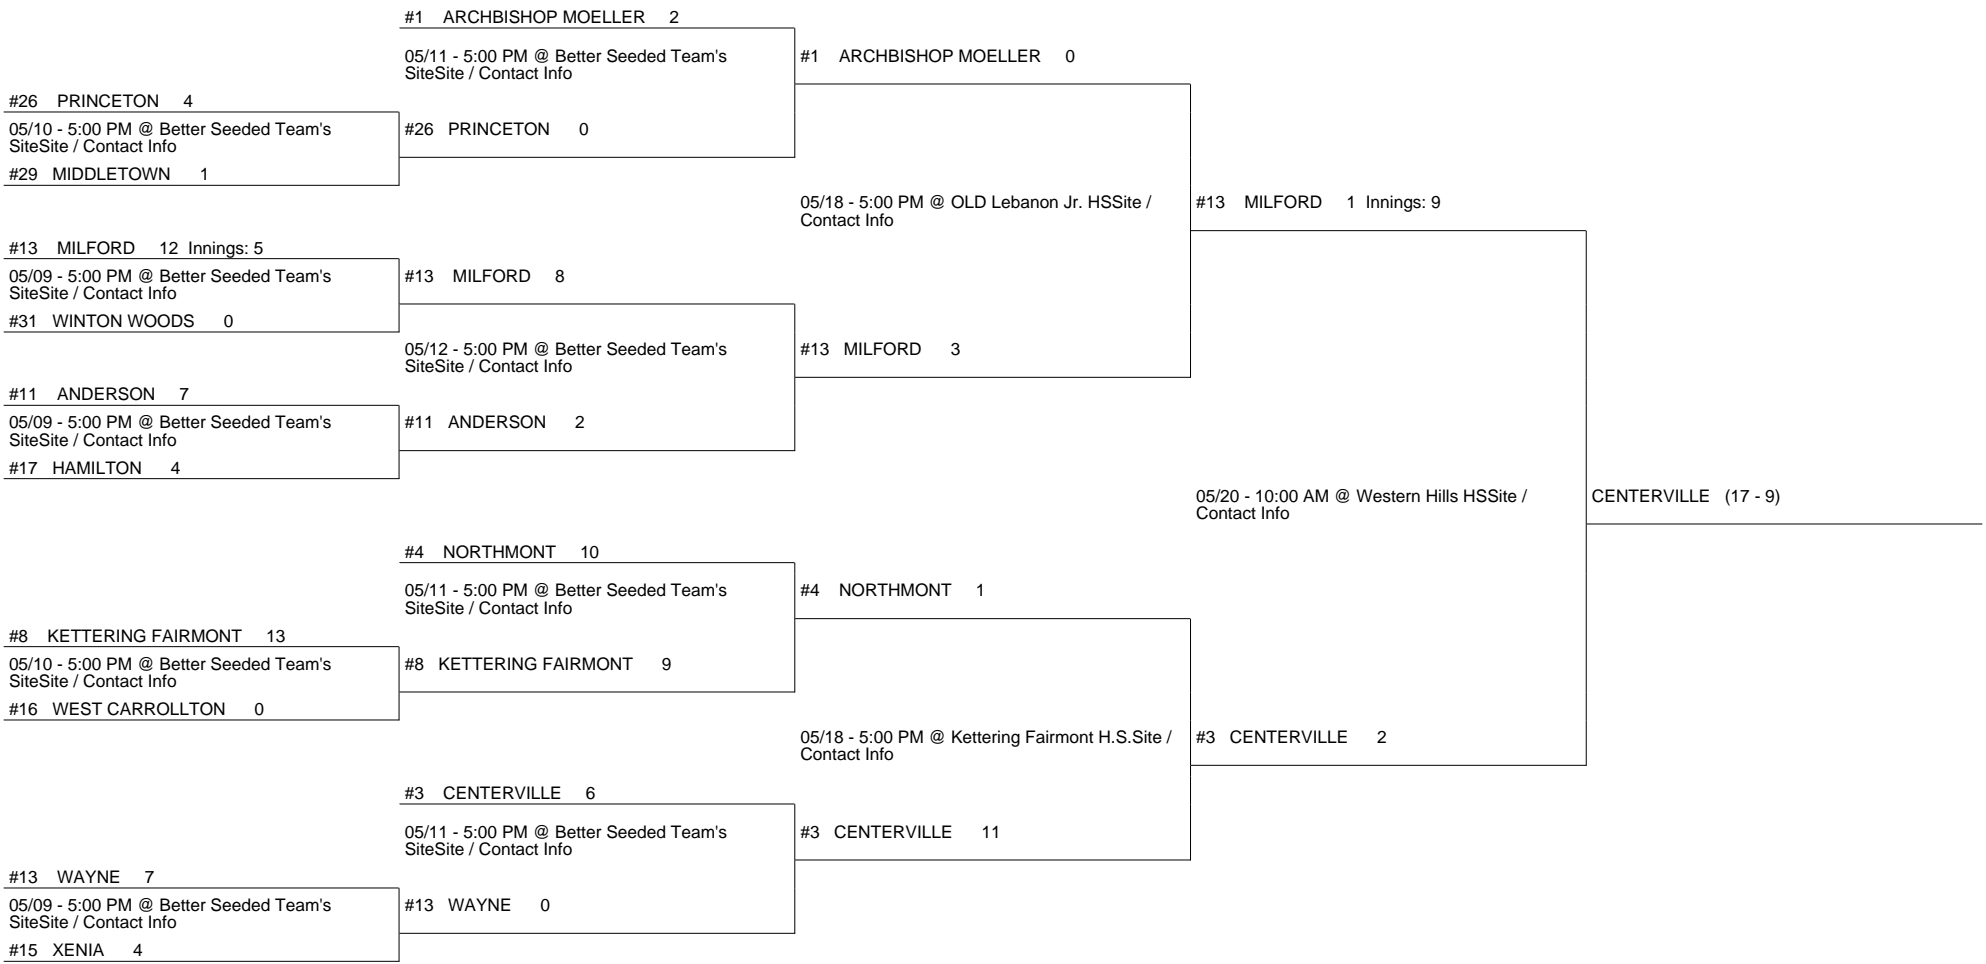 #1 ARCHBISHOP MOELLER 2
05/11 - 5:00 PM @ Better Seeded Team's
SiteSite / Contact Info
#1 ARCHBISHOP MOELLER 0
#26 PRINCETON 4
05/10 - 5:00 PM @ Better Seeded Team's
SiteSite / Contact Info
#26 PRINCETON 0
#29 MIDDLETOWN 1
05/18 - 5:00 PM @ OLD Lebanon Jr. HSSite /
Contact Info
#13 MILFORD 1 Innings: 9
#13 MILFORD 12 Innings: 5
05/09 - 5:00 PM @ Better Seeded Team's
SiteSite / Contact Info
#13 MILFORD 8
#31 WINTON WOODS 0
05/12 - 5:00 PM @ Better Seeded Team's
SiteSite / Contact Info
#13 MILFORD 3
#11 ANDERSON 7
05/09 - 5:00 PM @ Better Seeded Team's
SiteSite / Contact Info
#11 ANDERSON 2
#17 HAMILTON 4
05/20 - 10:00 AM @ Western Hills HSSite /
Contact Info
CENTERVILLE (17 - 9)
#4 NORTHMONT 10
05/11 - 5:00 PM @ Better Seeded Team's
SiteSite / Contact Info
#4 NORTHMONT 1
#8 KETTERING FAIRMONT 13
05/10 - 5:00 PM @ Better Seeded Team's
SiteSite / Contact Info
#8 KETTERING FAIRMONT 9
#16 WEST CARROLLTON 0
05/18 - 5:00 PM @ Kettering Fairmont H.S.Site /
Contact Info
#3 CENTERVILLE 2
#3 CENTERVILLE 6
05/11 - 5:00 PM @ Better Seeded Team's
SiteSite / Contact Info
#3 CENTERVILLE 11
#13 WAYNE 7
05/09 - 5:00 PM @ Better Seeded Team's
SiteSite / Contact Info
#13 WAYNE 0
#15 XENIA 4